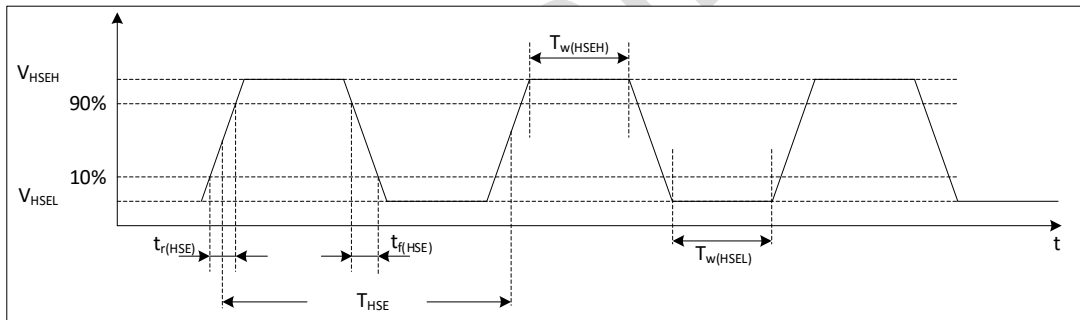 T_w(HSEH)
V_HSEH
90%
10%
V_HSEL
t_r(HSE)
t_f(HSE)
T_w(HSEL)
t
T_HSE